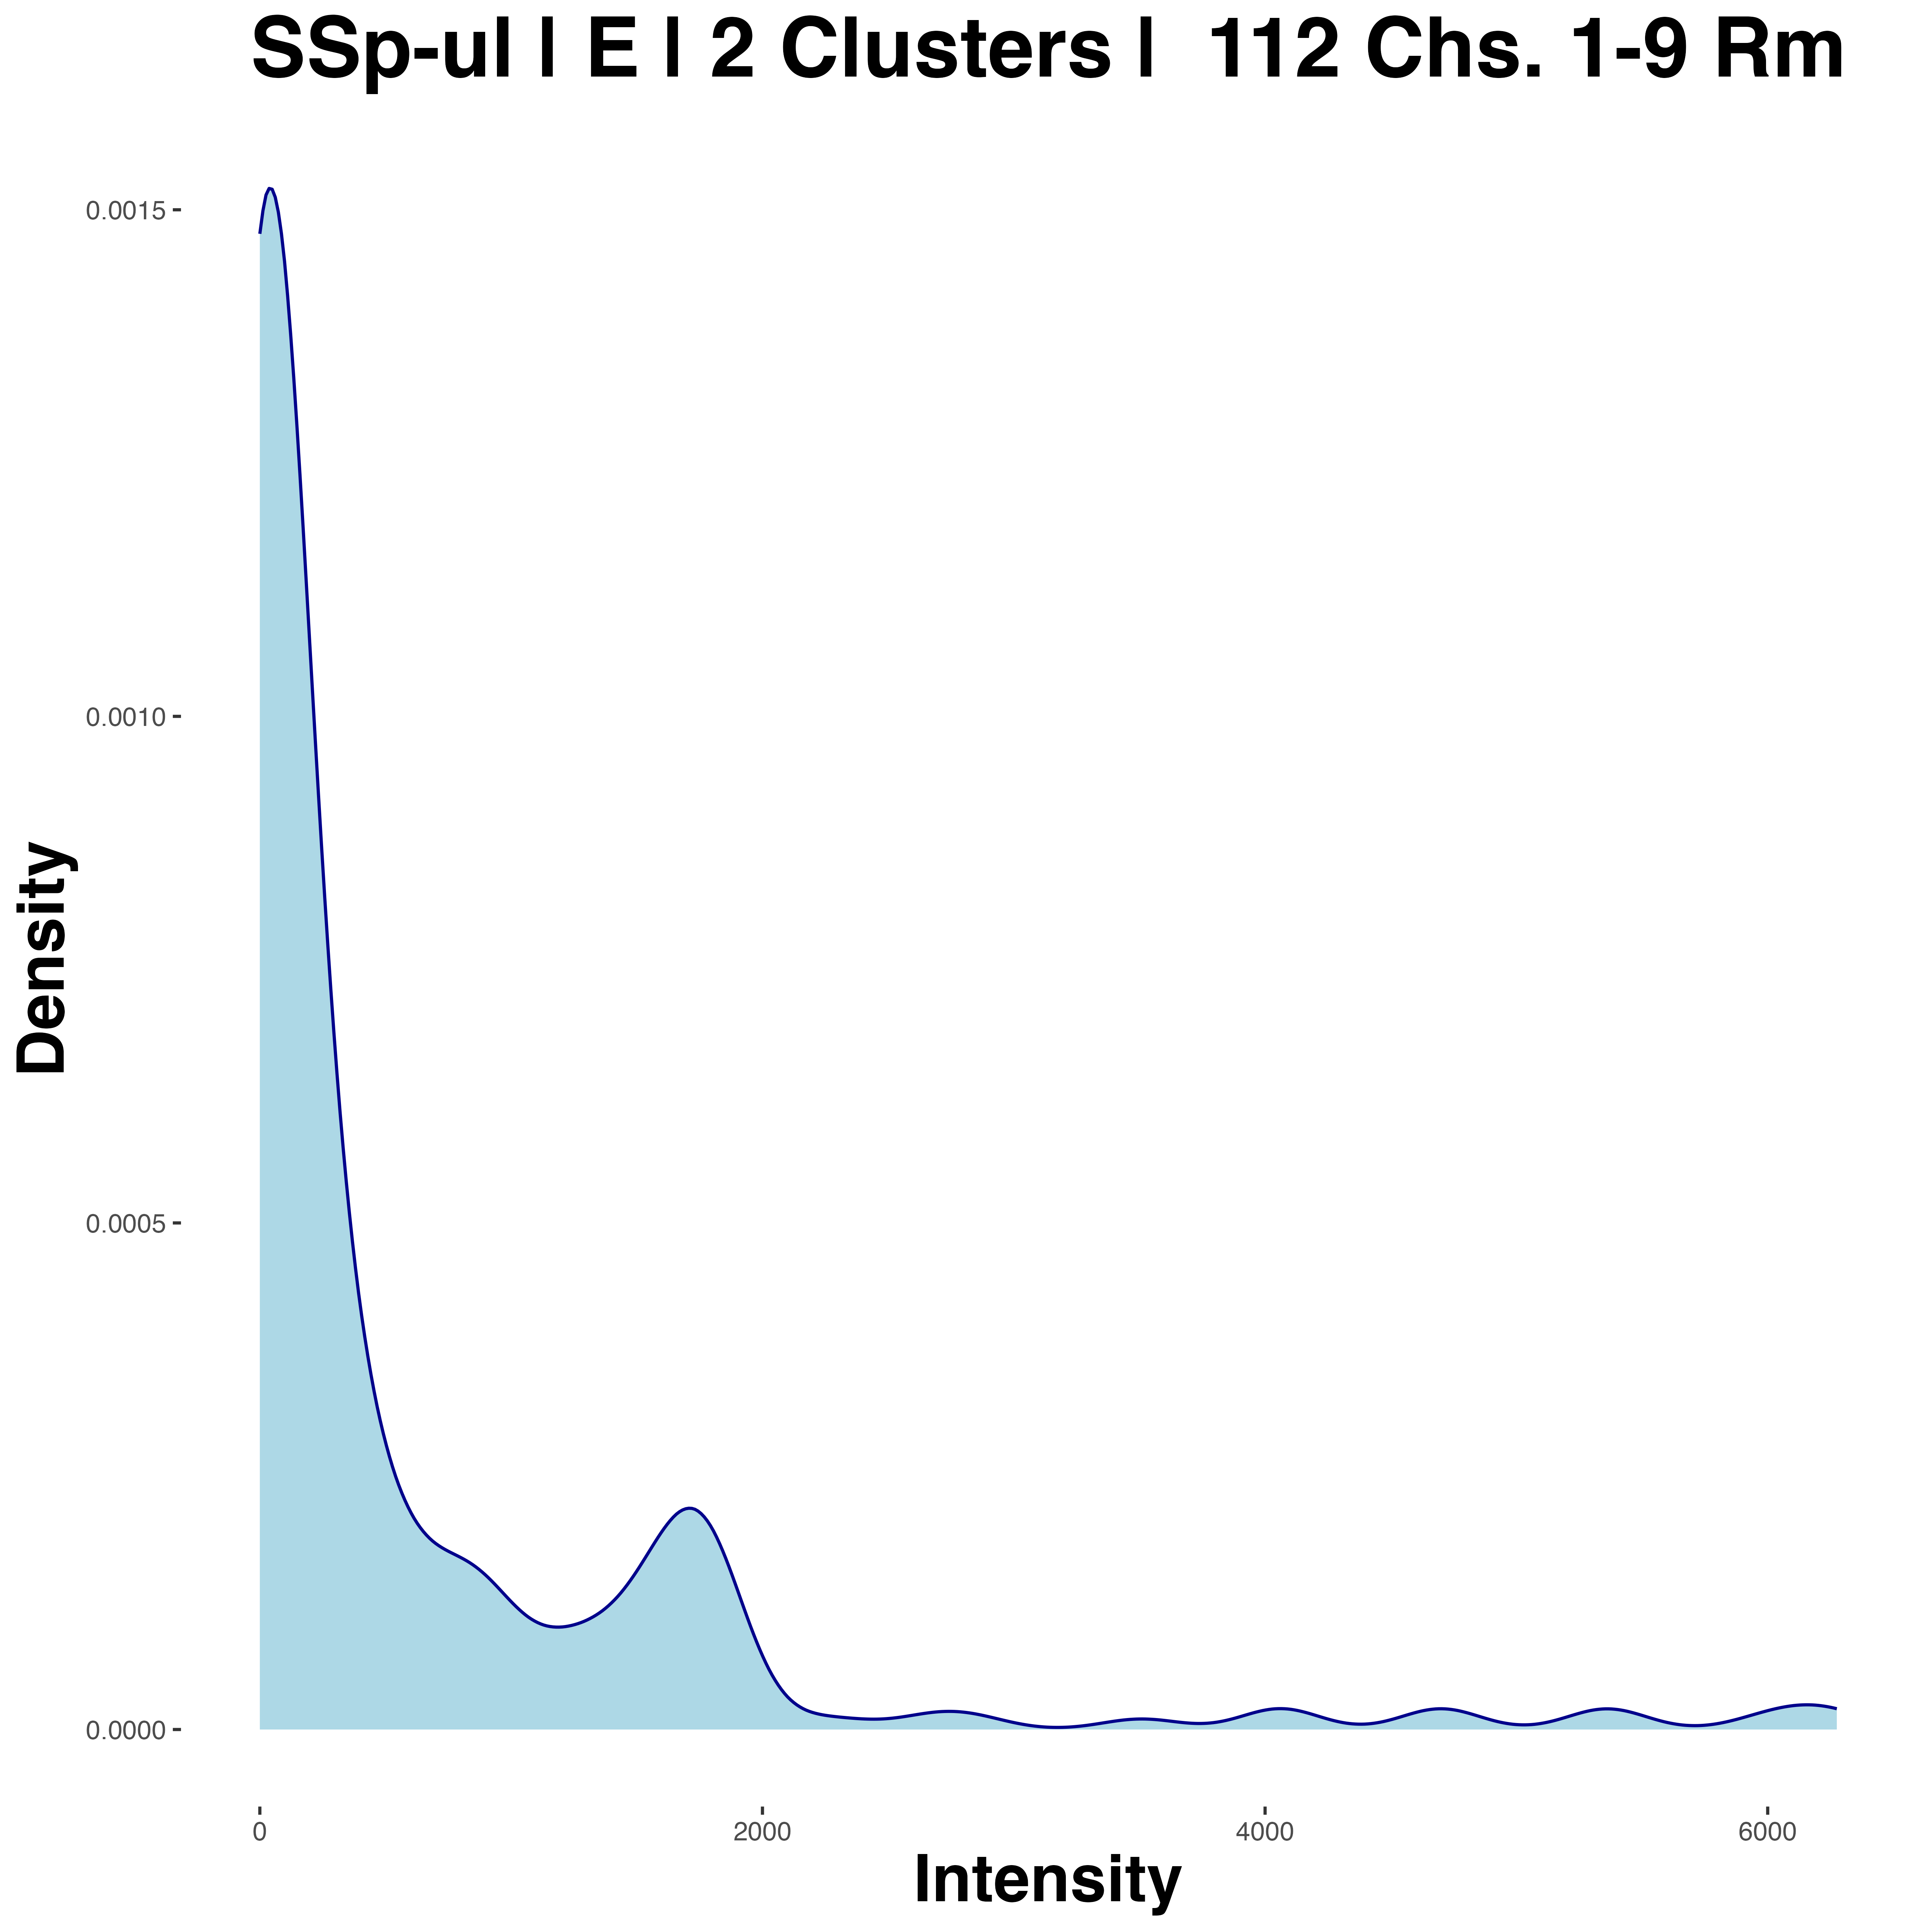 SSp-ul | E | 2 Clusters | 112 Chs. 1-9 Rm
0.0015
0.0010
0.0005
0.0000
Density
0 2000 4000 6000
Intensity